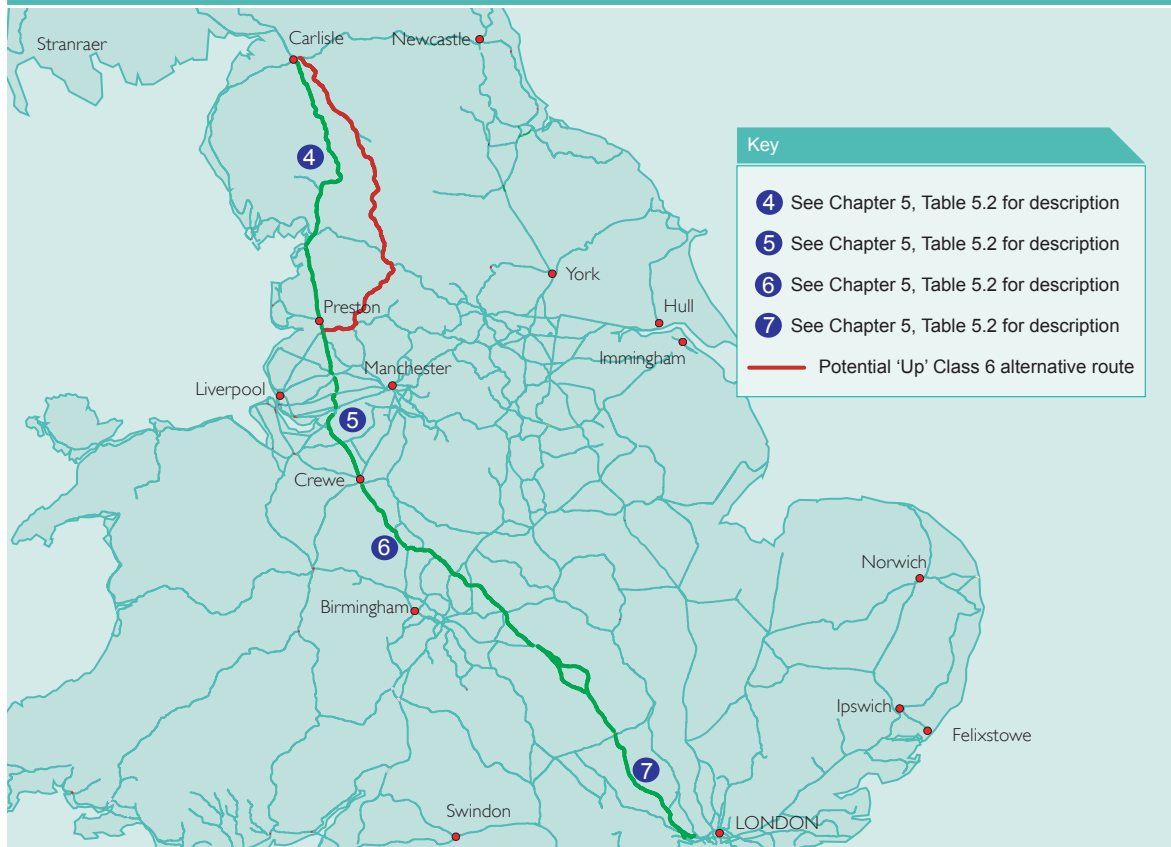 Stranraer
Carlisle
Newcastle
Key
4 See Chapter 5, Table 5.2 for description
5 See Chapter 5, Table 5.2 for description
6 See Chapter 5, Table 5.2 for description
7 See Chapter 5, Table 5.2 for description
Potential ‘Up’ Class 6 alternative route
4
York
Preston
Hull
Immingham
Manchester
Liverpool
5
Crewe
6
Norwich
Birmingham
Ipswich
Felixstowe
7
Swindon
LONDON